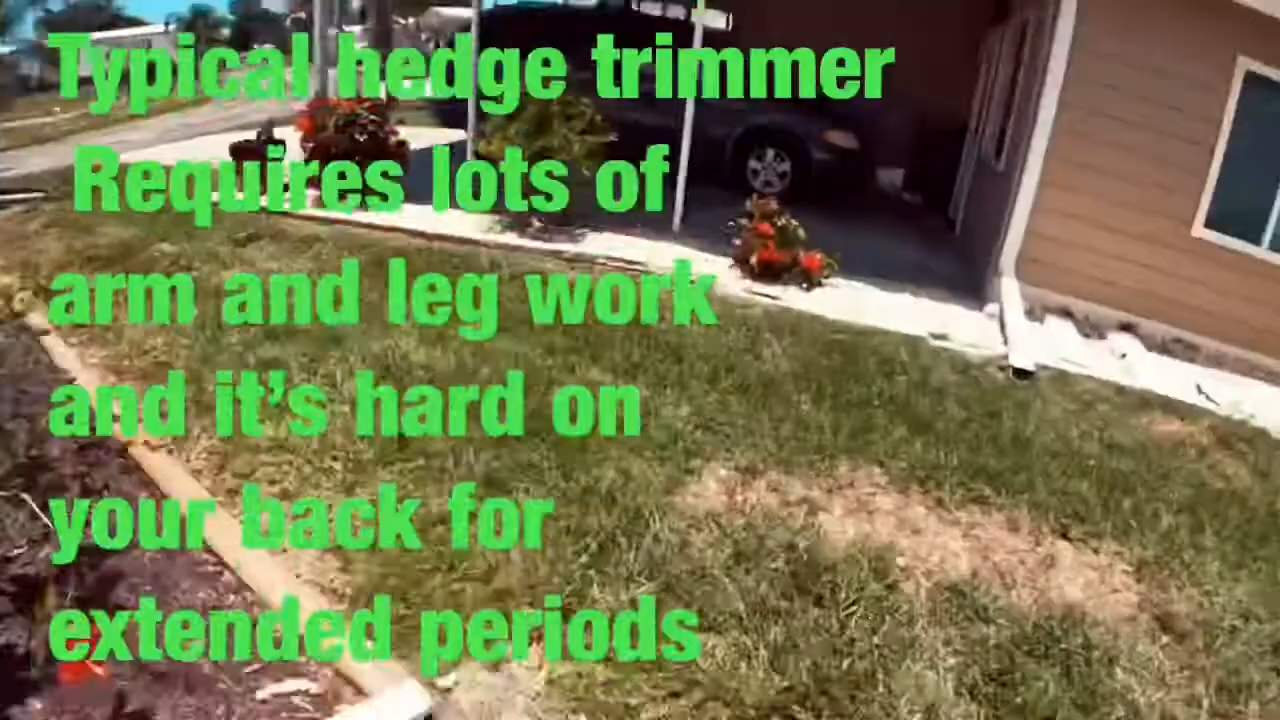 Typical hedge trimmer
Requires lots of
arm and leg work
and it’s hard on
your back for
extended periods